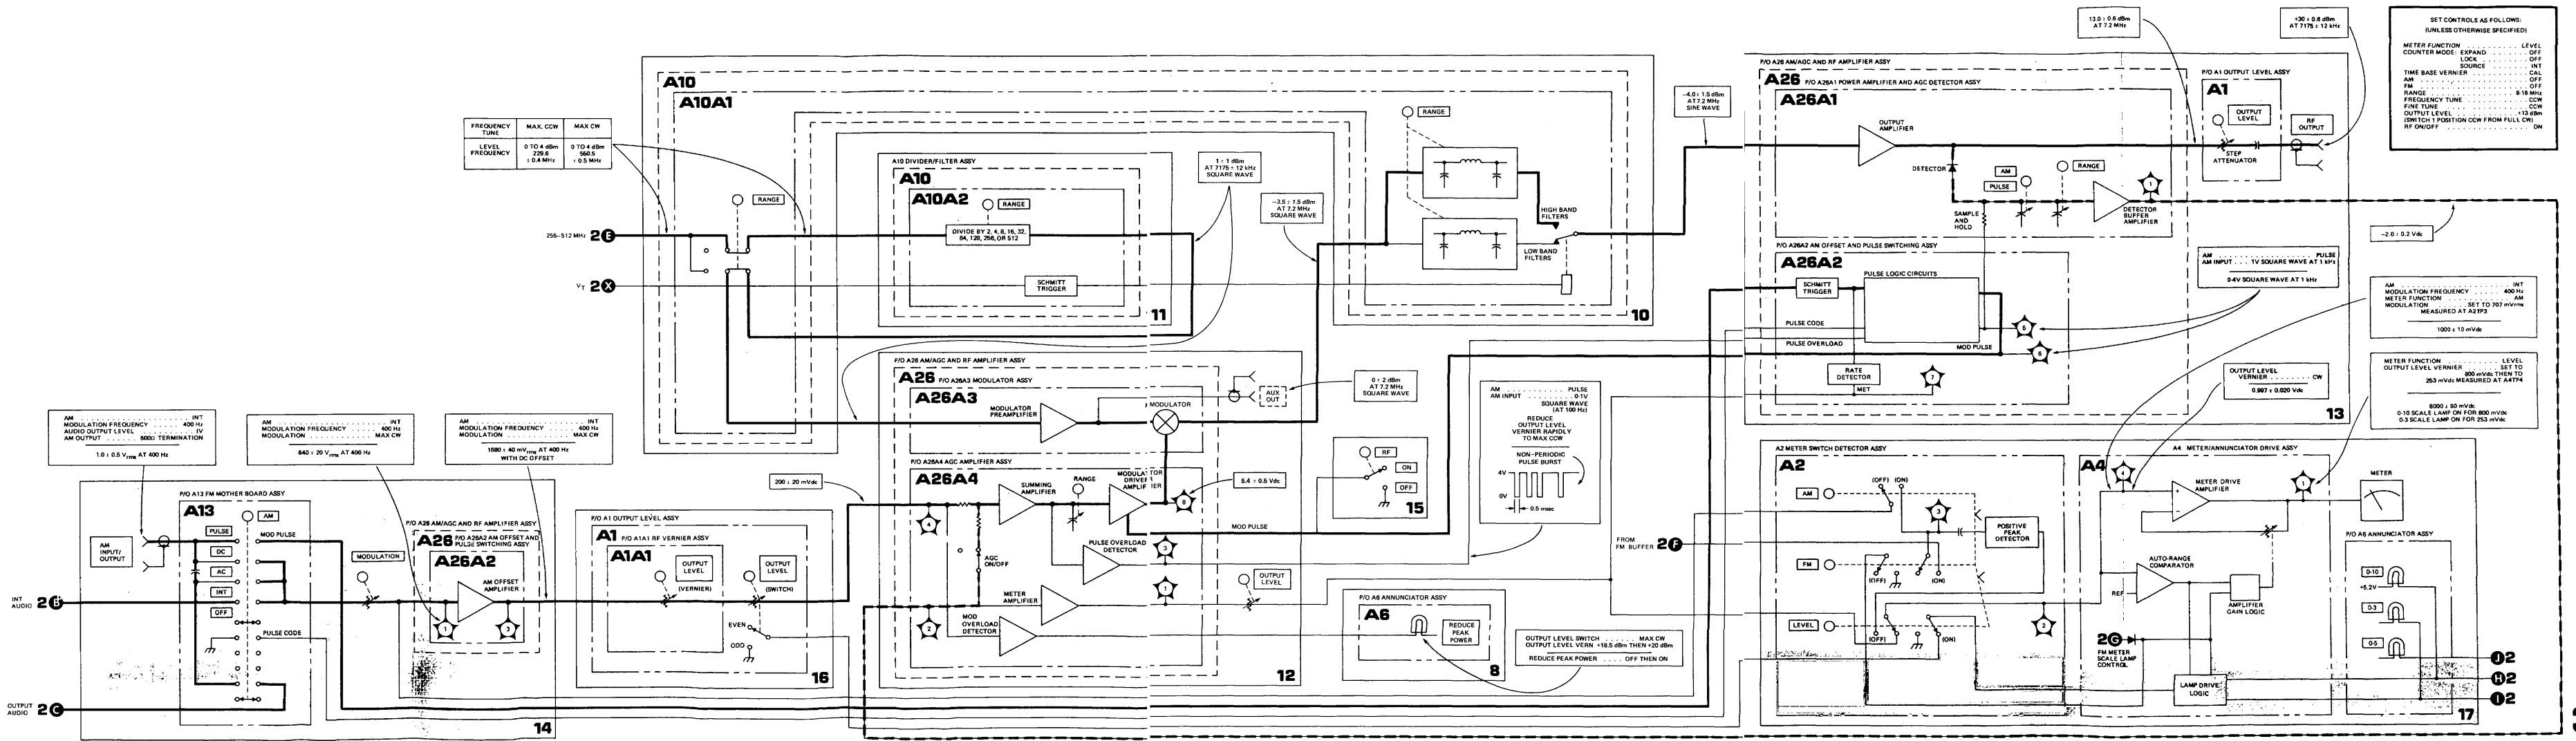 FREQUENCY TUNE MAX. CCW MAX CW
LEVEL FREQUENCY
0 TO 4 dBm 229.6 ± 0.4 MHz
0 TO 4 dBm 560.5 ± 0.5 MHz
A10
A10A1
RANGE
256-512 MHz 2E
VT 2X
A10 DIVIDER/FILTER ASSY
A10
A10A2
RANGE
DIVIDE BY 2, 4, 8, 16, 32,
64, 128, 256, OR 512
SCHMITT
TRIGGER
11
1 ± 1 dBm
AT 7175 ± 12 kHz
SQUARE WAVE
-3.5 ± 1.5 dBm
AT 7.2 MHz
SQUARE WAVE
RANGE
HIGH BAND
FILTERS
LOW BAND
FILTERS
10
-4.0 ± 1.5 dBm
AT 7.2 MHz
SINE WAVE
P/O A26 AM/AGC AND RF AMPLIFIER ASSY
A26 P/O A26A1 POWER AMPLIFIER AND AGC DETECTOR ASSY
A26A1
OUTPUT
AMPLIFIER
DETECTOR
AM
PULSE
RANGE
1
SAMPLE
AND
HOLD
DETECTOR
BUFFER
AMPLIFIER
13.0 ± 0.6 dBm
AT 7.2 MHz
+30 ± 0.6 dBm
AT 7175 ± 12 kHz
P/O A1 OUTPUT LEVEL ASSY
A1
OUTPUT
LEVEL
STEP
ATTENUATOR
RF
OUTPUT
SET CONTROLS AS FOLLOWS:
(UNLESS OTHERWISE SPECIFIED)
METER FUNCTION . . . . . . . . . . LEVEL
COUNTER MODE: EXPAND . . . . . . OFF
LOCK . . . . . . . OFF
SOURCE . . . . . . INT
TIME BASE VERNIER . . . . . . . . . CAL
AM . . . . . . . . . . . . . . . . OFF
FM . . . . . . . . . . . . . . . . OFF
RANGE . . . . . . . . . . . . 8-16 MHz
FREQUENCY TUNE . . . . . . . . . . CCW
FINE TUNE . . . . . . . . . . . . . CCW
OUTPUT LEVEL . . . . . . . . . +13 dBm
(SWITCH 1 POSITION CCW FROM FULL CW)
RF ON/OFF . . . . . . . . . . . . . ON
-2.0 ± 0.2 Vdc
P/O A26A2 AM OFFSET AND PULSE SWITCHING ASSY
A26A2
SCHMITT
TRIGGER
PULSE LOGIC CIRCUITS
PULSE CODE
PULSE OVERLOAD
MOD PULSE
5
6
RATE
DETECTOR
MET
7
13
AM . . . . . . . . . . . . . . PULSE
AM INPUT . . . 1V SQUARE WAVE AT 1 kHz
0-4V SQUARE WAVE AT 1 kHz
AM . . . . . . . . . . . . . . . INT
MODULATION FREQUENCY . . . . . 400 Hz
METER FUNCTION . . . . . . . . . AM
MODULATION . . . . . SET TO 707 mVrms
MEASURED AT A2TP3
1000 ± 10 mVdc
OUTPUT LEVEL
VERNIER . . . . . . CW
0.997 ± 0.020 Vdc
METER FUNCTION . . . . . . . LEVEL
OUTPUT LEVEL VERNIER . . . . SET TO
800 mVdc THEN TO
253 mVdc MEASURED AT A4TP4
8000 ± 80 mVdc
0-10 SCALE LAMP ON FOR 800 mVdc
0-3 SCALE LAMP ON FOR 253 mVdc
P/O A26 AM/AGC AND RF AMPLIFIER ASSY
A26 P/O A26A3 MODULATOR ASSY
A26A3
MODULATOR
PREAMPLIFIER
MODULATOR
AUX
OUT
0 ± 2 dBm
AT 7.2 MHz
SQUARE WAVE
P/O A26A4 AGC AMPLIFIER ASSY
A26A4
SUMMING
AMPLIFIER
RANGE
MODULATOR
DRIVER
AMPLIFIER
8
5.4 ± 0.5 Vdc
4
AGC
ON/OFF
PULSE OVERLOAD
DETECTOR
3
MOD PULSE
METER
AMPLIFIER
1
2
MOD
OVERLOAD
DETECTOR
12
OUTPUT
LEVEL
RF
ON
OFF
15
AM . . . . . . . . . . PULSE
AM INPUT . . . . . . . . 0-1V
SQUARE WAVE
(AT 100 Hz)
REDUCE
OUTPUT LEVEL
VERNIER RAPIDLY
TO MAX CCW
NON-PERIODIC
PULSE BURST
4V
0V
0.5 msec
P/O A6 ANNUNCIATOR ASSY
A6
REDUCE
PEAK
POWER
8
OUTPUT LEVEL SWITCH . . . . . . MAX CW
OUTPUT LEVEL VERN +18.5 dBm THEN +20 dBm
REDUCE PEAK POWER . . . . OFF THEN ON
FROM
FM BUFFER 2F
AM . . . . . . . . . . . . . . . INT
MODULATION FREQUENCY . . . . . 400 Hz
AUDIO OUTPUT LEVEL . . . . . . . 1V
AM OUTPUT . . . . . 600Ω TERMINATION
1.0 ± 0.5 Vrms AT 400 Hz
AM . . . . . . . . . . . . . . . INT
MODULATION FREQUENCY . . . . . 400 Hz
MODULATION . . . . . . . . . MAX CW
840 ± 20 Vrms AT 400 Hz
AM . . . . . . . . . . . . . . . INT
MODULATION FREQUENCY . . . . . 400 Hz
MODULATION . . . . . . . . . MAX CW
1580 ± 40 mVrms AT 400 Hz
WITH DC OFFSET
P/O A13 FM MOTHER BOARD ASSY
A13
AM
PULSE
DC
AC
INT
OFF
MOD PULSE
PULSE CODE
AM
INPUT/
OUTPUT
INT
AUDIO 2B
OUTPUT
AUDIO 2C
MODULATION
P/O A26 AM/AGC AND RF AMPLIFIER ASSY
A26 P/O A26A2 AM OFFSET AND
PULSE SWITCHING ASSY
A26A2
AM OFFSET
AMPLIFIER
1
3
14
200 ± 20 mVdc
P/O A1 OUTPUT LEVEL ASSY
A1 P/O A1A1 RF VERNIER ASSY
A1A1
OUTPUT
LEVEL
(VERNIER)
OUTPUT
LEVEL
(SWITCH)
EVEN
ODD
16
A2 METER SWITCH DETECTOR ASSY
A2
AM
FM
LEVEL
(OFF) (ON)
3
POSITIVE
PEAK
DETECTOR
(OFF) (ON)
2
(OFF) (ON)
A4 METER/ANNUNCIATOR DRIVE ASSY
A4
4
METER DRIVE
AMPLIFIER
1
METER
AUTO-RANGE
COMPARATOR
REF
AMPLIFIER
GAIN LOGIC
2G
FM METER
SCALE LAMP
CONTROL
LAMP DRIVE
LOGIC
P/O A6 ANNUNCIATOR ASSY
0-10
+5.2V
0-3
0-5
J2
H2
I2
17